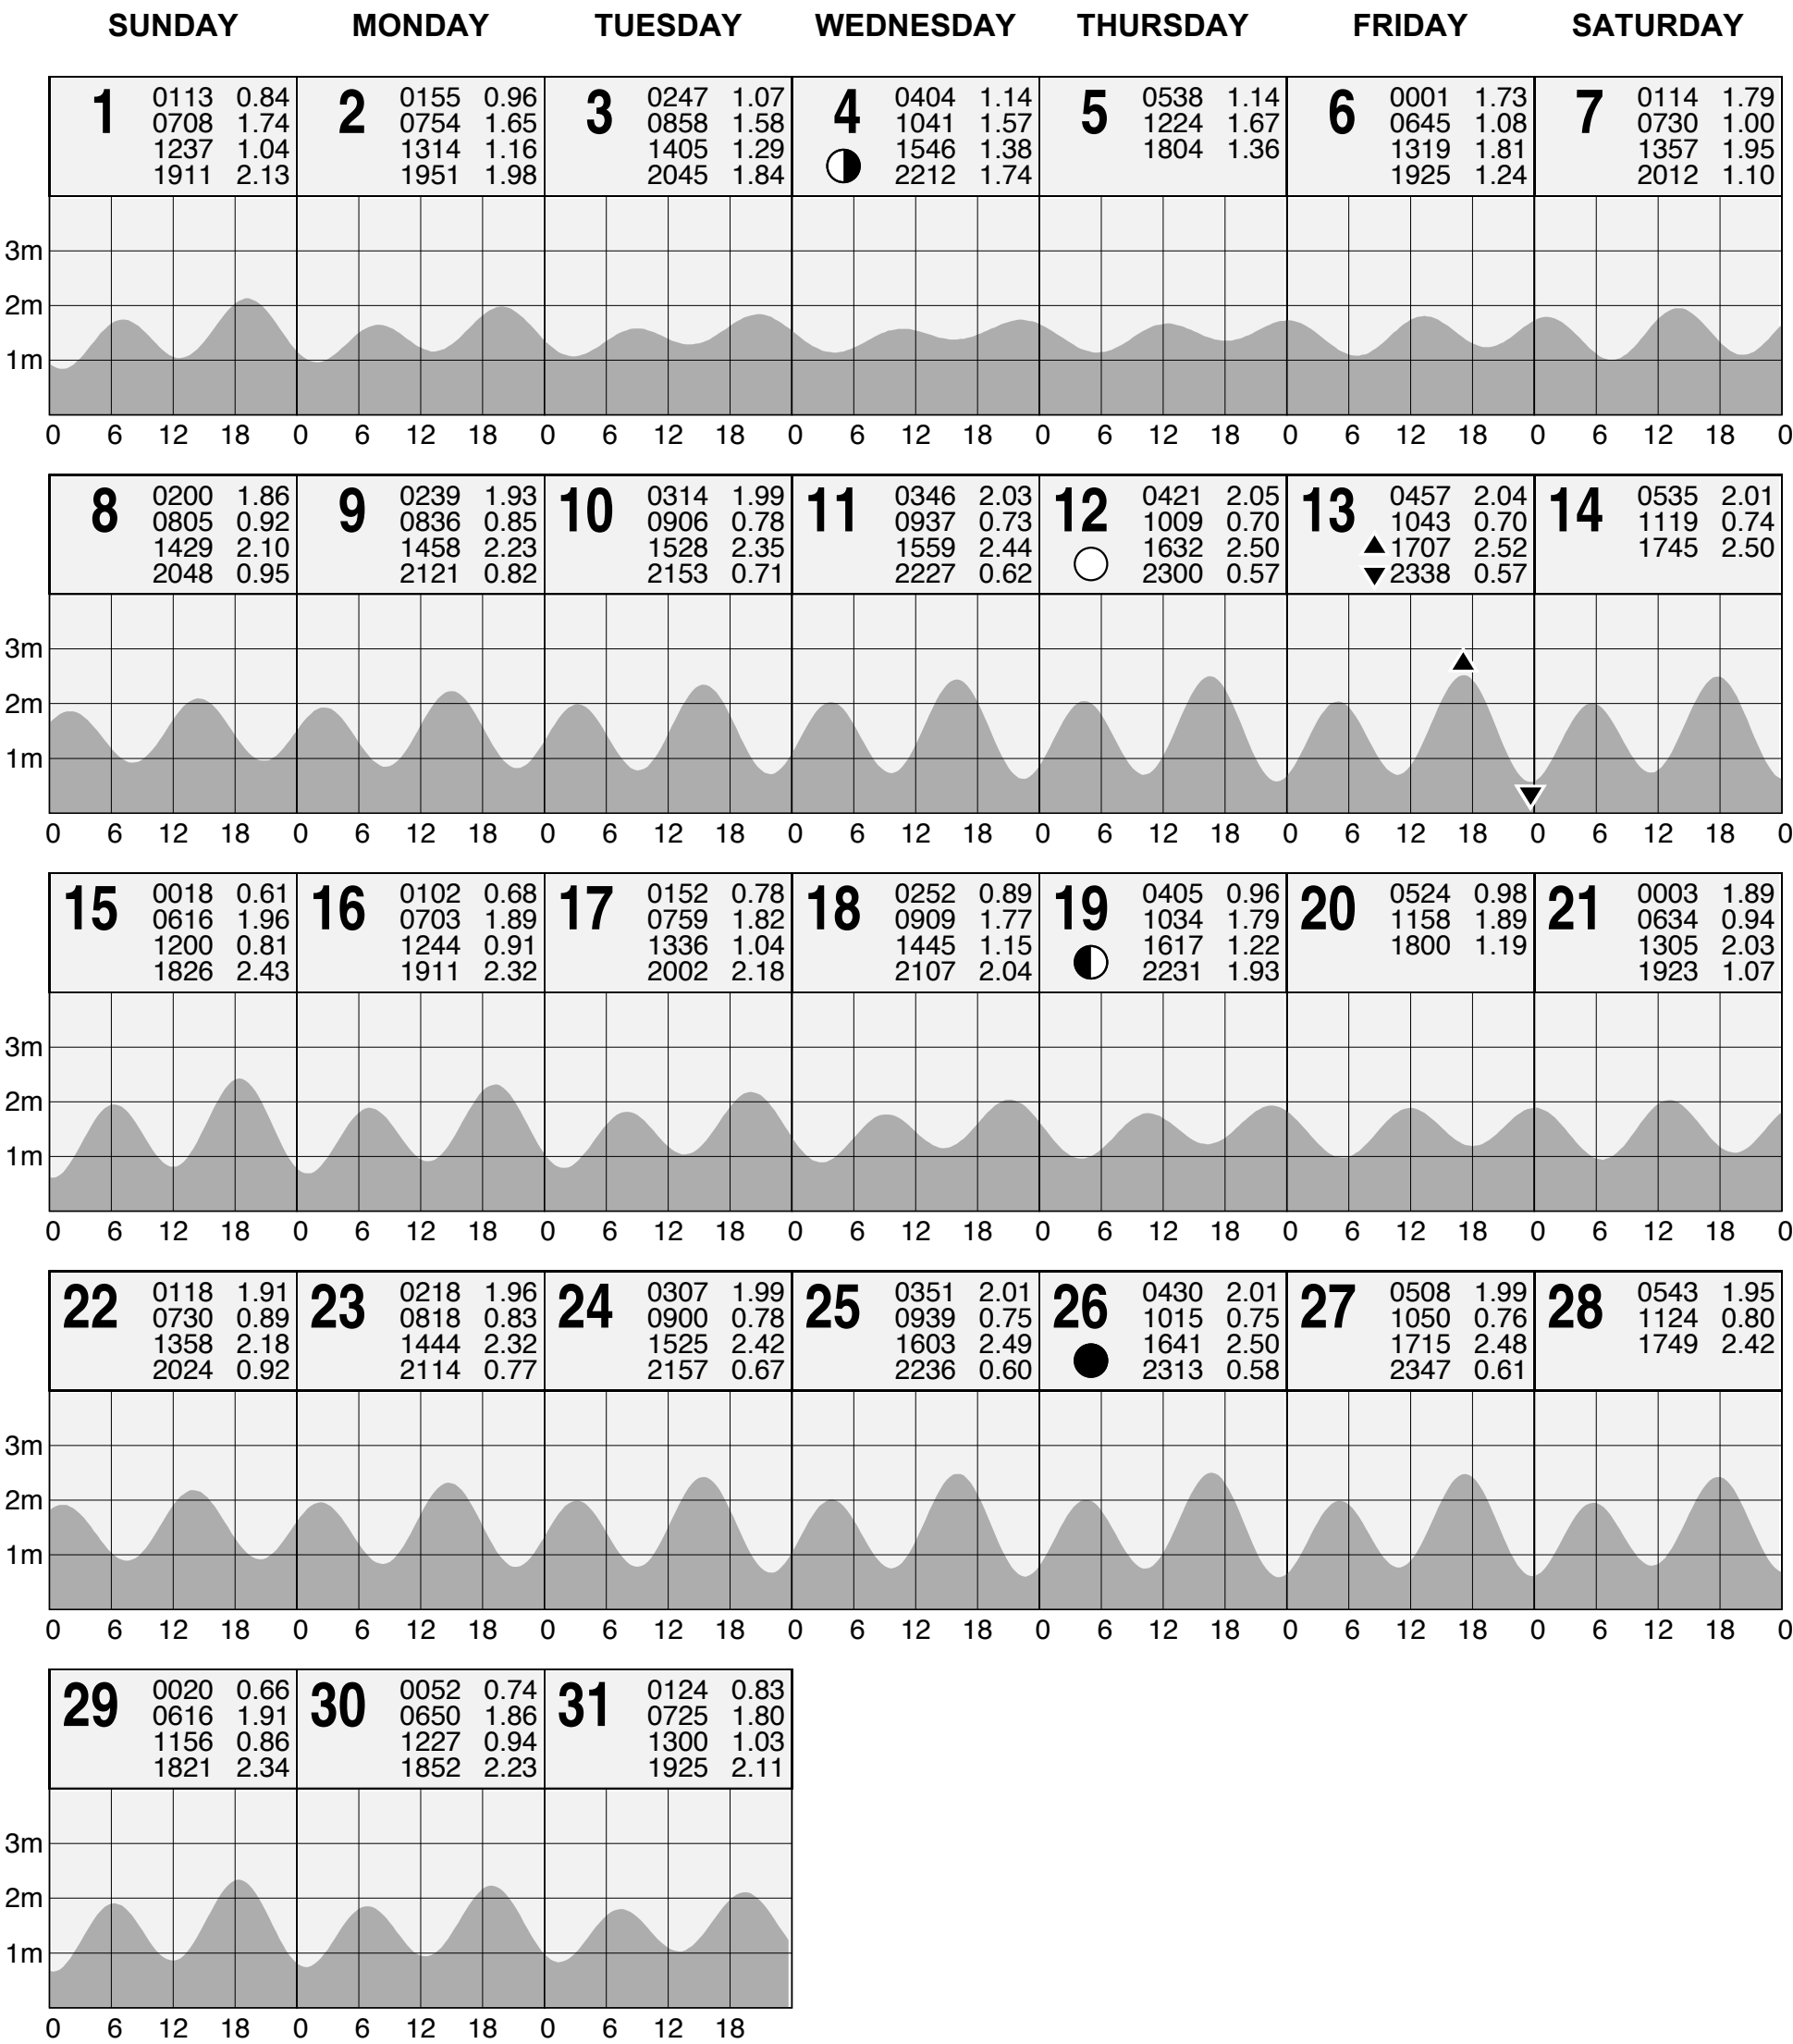 SUNDAY MONDAY TUESDAY WEDNESDAY THURSDAY FRIDAY SATURDAY
1 0113 0.84 2 0155 0.96 3 0247 1.07 4 0404 1.14 5 0538 1.14 6 0001 1.73 7 0114 1.79
0708 1.74 0754 1.65 0858 1.58 1041 1.57 1224 1.67 0645 1.08 0730 1.00
1237 1.04 1314 1.16 1405 1.29 1546 1.38 1804 1.36 1319 1.81 1357 1.95
1911 2.13 1951 1.98 2045 1.84 2212 1.74 1925 1.24 2012 1.10
3m
2m
1m
0 6 12 18 0 6 12 18 0 6 12 18 0 6 12 18 0 6 12 18 0 6 12 18 0 6 12 18 0
8 0200 1.86 9 0239 1.93 10 0314 1.99 11 0346 2.03 12 0421 2.05 13 0457 2.04 14 0535 2.01
0805 0.92 0836 0.85 0906 0.78 0937 0.73 1009 0.70 1043 0.70 1119 0.74
1429 2.10 1458 2.23 1528 2.35 1559 2.44 1632 2.50 1707 2.52 1745 2.50
2048 0.95 2121 0.82 2153 0.71 2227 0.62 2300 0.57 2338 0.57
3m
2m
1m
0 6 12 18 0 6 12 18 0 6 12 18 0 6 12 18 0 6 12 18 0 6 12 18 0 6 12 18 0
15 0018 0.61 16 0102 0.68 17 0152 0.78 18 0252 0.89 19 0405 0.96 20 0524 0.98 21 0003 1.89
0616 1.96 0703 1.89 0759 1.82 0909 1.77 1034 1.79 1158 1.89 0634 0.94
1200 0.81 1244 0.91 1336 1.04 1445 1.15 1617 1.22 1800 1.19 1305 2.03
1826 2.43 1911 2.32 2002 2.18 2107 2.04 2231 1.93 1923 1.07
3m
2m
1m
0 6 12 18 0 6 12 18 0 6 12 18 0 6 12 18 0 6 12 18 0 6 12 18 0 6 12 18 0
22 0118 1.91 23 0218 1.96 24 0307 1.99 25 0351 2.01 26 0430 2.01 27 0508 1.99 28 0543 1.95
0730 0.89 0818 0.83 0900 0.78 0939 0.75 1015 0.75 1050 0.76 1124 0.80
1358 2.18 1444 2.32 1525 2.42 1603 2.49 1641 2.50 1715 2.48 1749 2.42
2024 0.92 2114 0.77 2157 0.67 2236 0.60 2313 0.58 2347 0.61
3m
2m
1m
0 6 12 18 0 6 12 18 0 6 12 18 0 6 12 18 0 6 12 18 0 6 12 18 0 6 12 18 0
29 0020 0.66 30 0052 0.74 31 0124 0.83
0616 1.91 0650 1.86 0725 1.80
1156 0.86 1227 0.94 1300 1.03
1821 2.34 1852 2.23 1925 2.11
3m
2m
1m
0 6 12 18 0 6 12 18 0 6 12 18